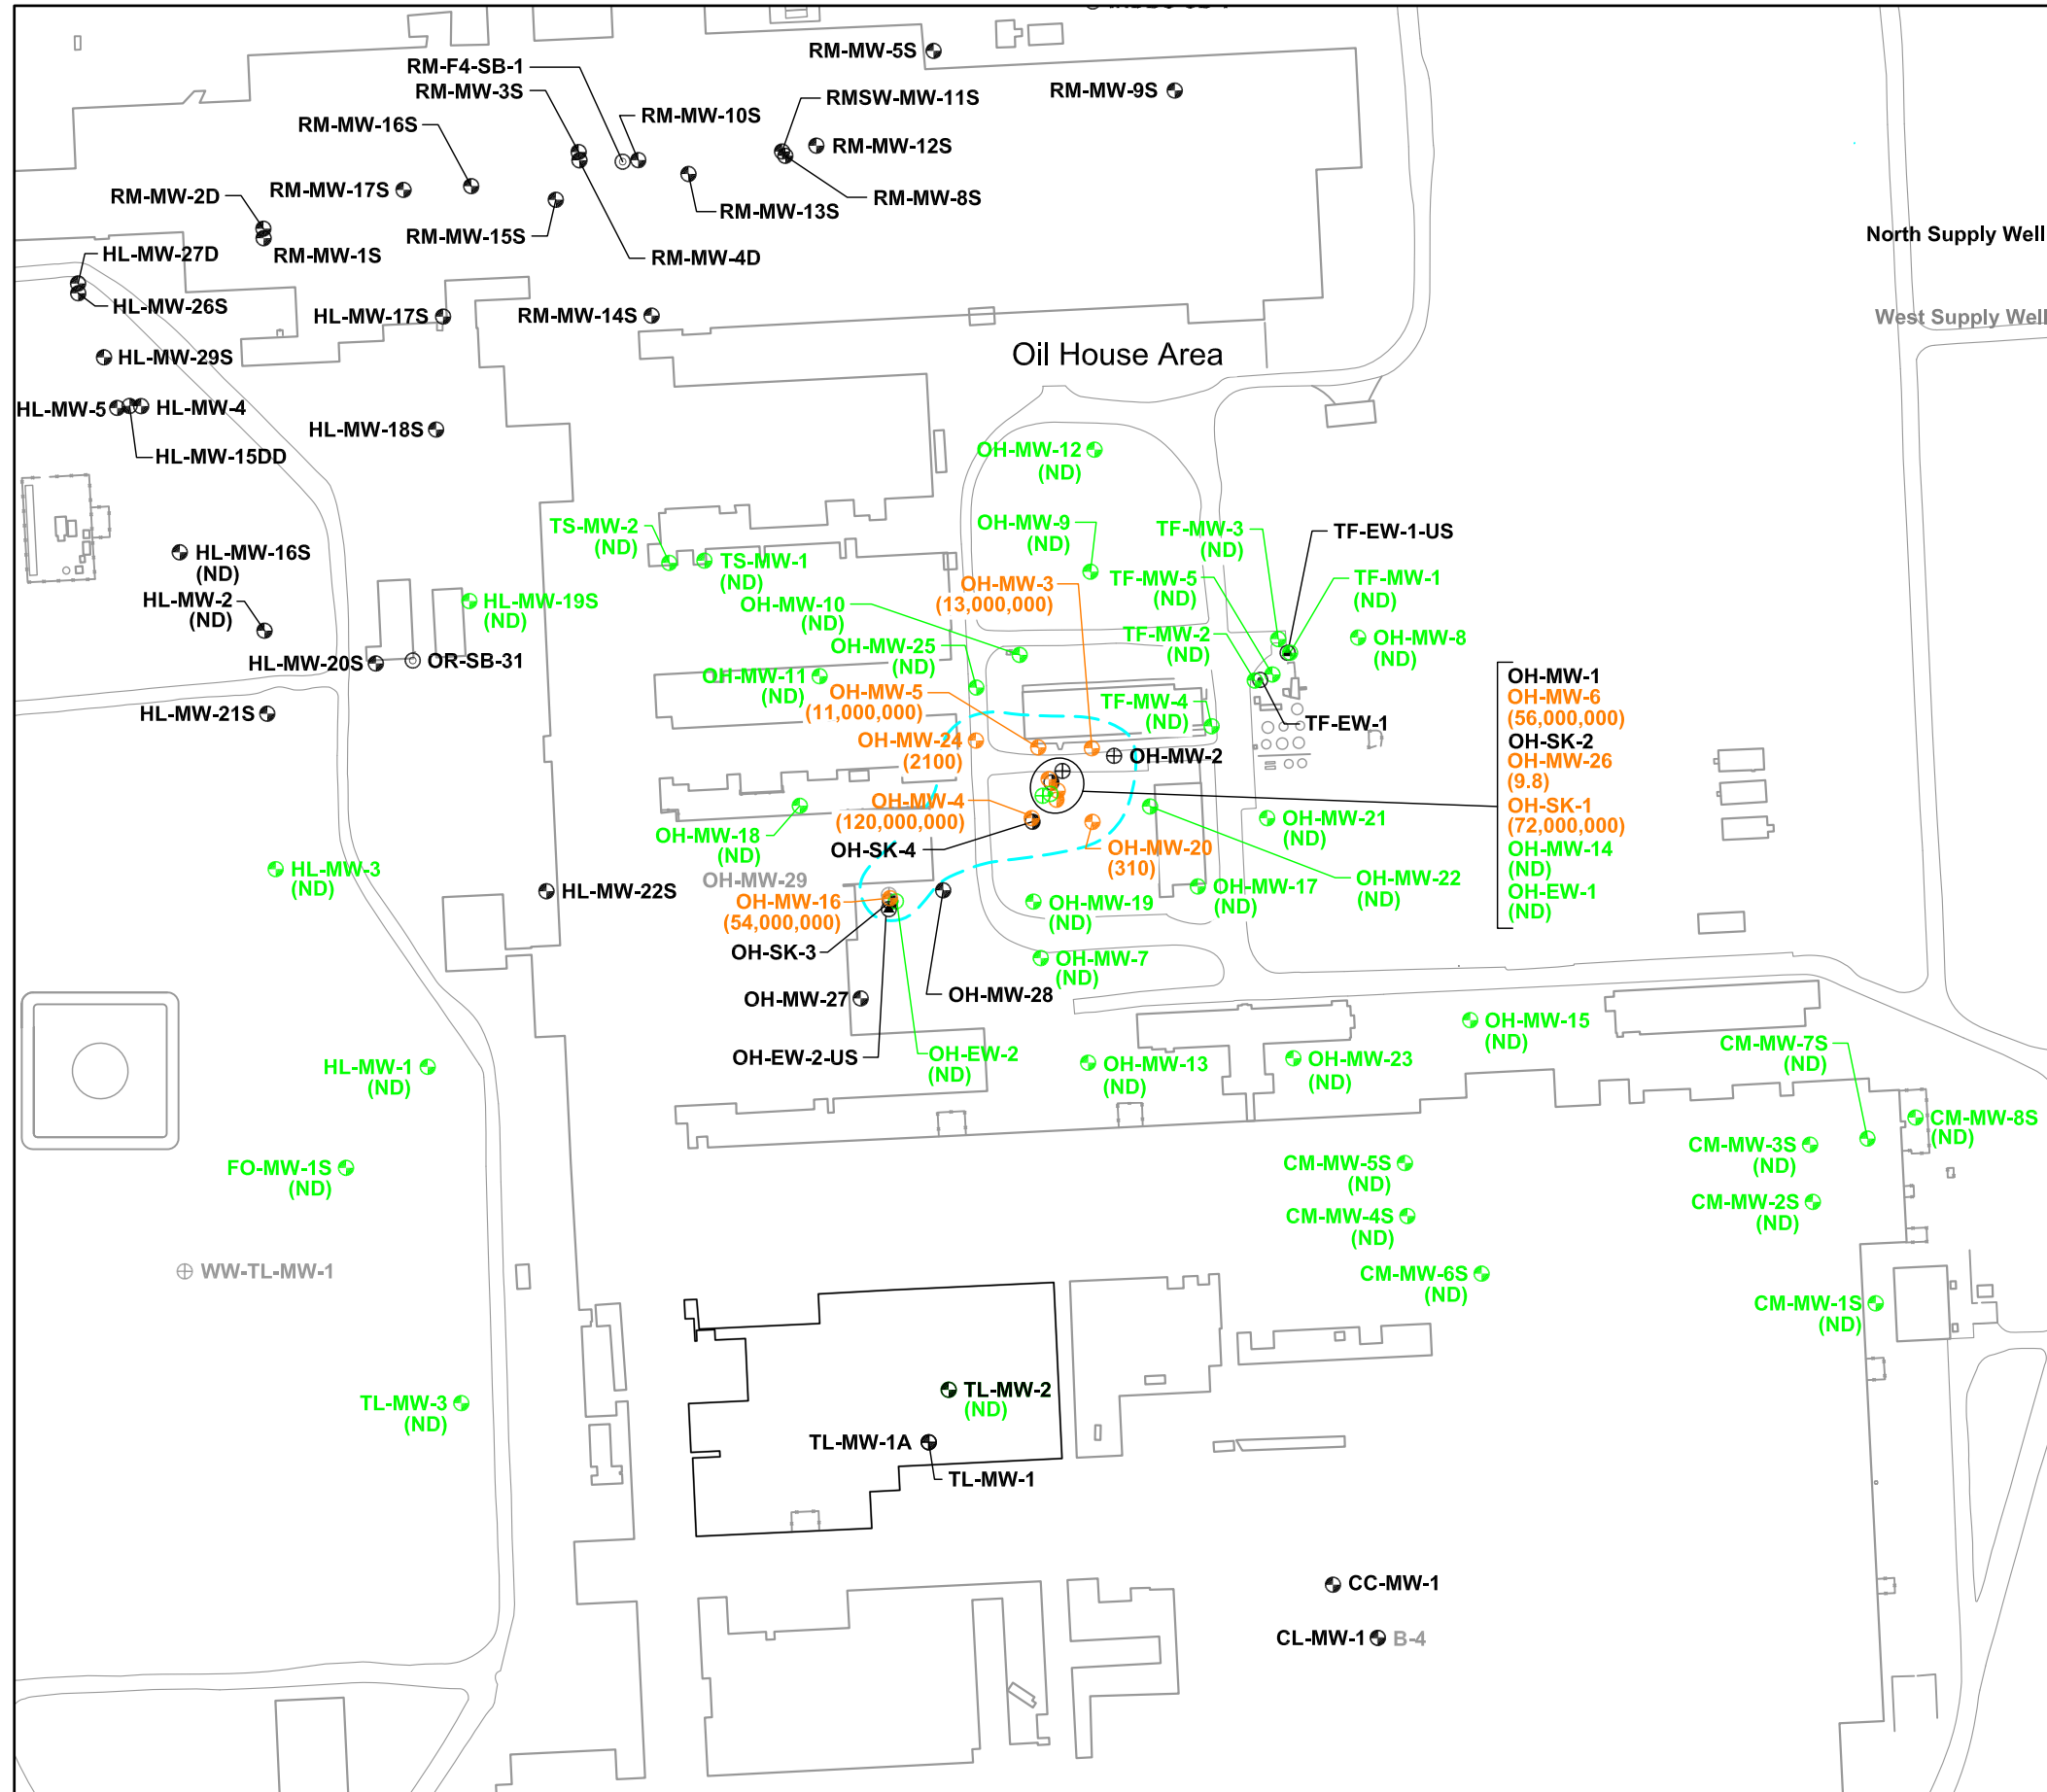 RM-MW-5S
RM-F4-SB-1
RM-MW-3S
RM-MW-9S
RMSW-MW-11S
RM-MW-10S
RM-MW-16S
RM-MW-12S
RM-MW-17S
RM-MW-2D
RM-MW-8S
RM-MW-13S
RM-MW-15S
North Supply Well
RM-MW-1S
HL-MW-27D
RM-MW-4D
HL-MW-26S
HL-MW-17S
RM-MW-14S
West Supply Well
HL-MW-29S
Oil House Area
HL-MW-5
HL-MW-4
HL-MW-18S
HL-MW-15DD
OH-MW-12
(ND)
TS-MW-2
(ND)
OH-MW-9
(ND)
TF-MW-3
(ND)
TF-EW-1-US
HL-MW-16S
(ND)
TS-MW-1
(ND)
OH-MW-3
(13,000,000)
TF-MW-5
(ND)
TF-MW-1
(ND)
HL-MW-2
(ND)
HL-MW-19S
(ND)
OH-MW-10
(ND)
TF-MW-2
(ND)
OH-MW-8
(ND)
OH-MW-25
(ND)
HL-MW-20S
OR-SB-31
OH-MW-11
(ND)
OH-MW-5
(11,000,000)
TF-MW-4
(ND)
OH-MW-1
OH-MW-6
(56,000,000)
OH-SK-2
OH-MW-26
(9.8)
OH-SK-1
(72,000,000)
OH-MW-14
(ND)
OH-EW-1
(ND)
HL-MW-21S
TF-EW-1
OH-MW-24
(2100)
OH-MW-2
OH-MW-4
(120,000,000)
OH-MW-18
(ND)
OH-MW-21
(ND)
OH-SK-4
OH-MW-20
(310)
HL-MW-3
(ND)
OH-MW-29
OH-MW-22
(ND)
HL-MW-22S
OH-MW-16
(54,000,000)
OH-MW-17
(ND)
OH-MW-19
(ND)
OH-SK-3
OH-MW-7
(ND)
OH-MW-27
OH-MW-28
OH-MW-15
(ND)
OH-EW-2-US
OH-EW-2
(ND)
OH-MW-13
(ND)
OH-MW-23
(ND)
CM-MW-7S
(ND)
HL-MW-1
(ND)
CM-MW-8S
(ND)
CM-MW-3S
(ND)
FO-MW-1S
(ND)
CM-MW-5S
(ND)
CM-MW-2S
(ND)
CM-MW-4S
(ND)
WW-TL-MW-1
CM-MW-6S
(ND)
CM-MW-1S
(ND)
TL-MW-3
(ND)
TL-MW-2
(ND)
TL-MW-1A
TL-MW-1
CC-MW-1
CL-MW-1
B-4